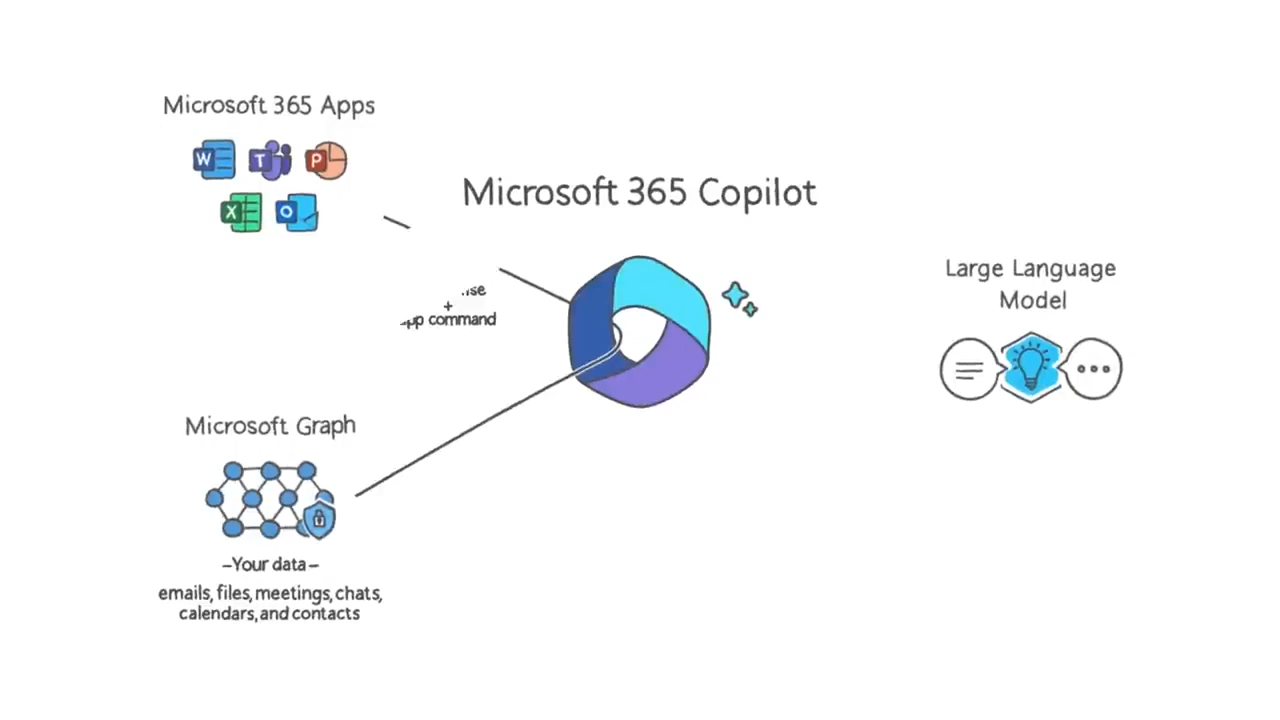 Microsoft 365 Apps
W
T
P
X
O
Microsoft 365 Copilot
Large Language
Model
+
command
Microsoft Graph
–Your data–
emails, files, meetings, chats,
calendars, and contacts